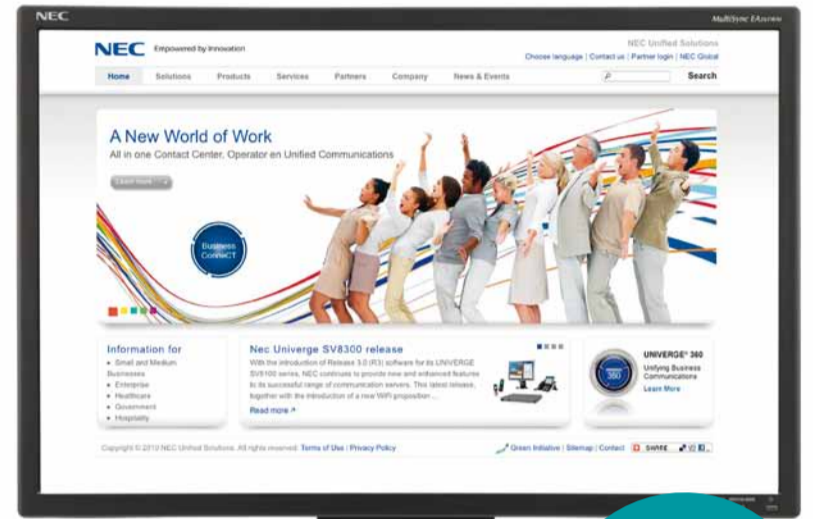 NEC
MultiSync
NEC Empowered by Innovation
NEC Unified Solutions
Choose language | Contact us | Partner login | NEC Global
Home Solutions Products Services Partners Company News & Events Search
A New World of Work
All in one Contact Center, Operator en Unified Communications
Learn more
Business
ConneCT
Information for
• Small and Medium
Businesses
• Enterprise
• Healthcare
• Government
• Hospitality
Nec Univerge SV8300 release
With the introduction of Release 3.0 (R3) software for its UNIVERGE
SV8100 series, NEC continues to provide new and enhanced features
to its successful range of communication servers. This latest release,
together with the introduction of a new WiFi proposition ...
Read more
360
UNIVERGE® 360
Unifying Business
Communications
Learn More
Copyright © 2010 NEC Unified Solutions. All rights reserved. Terms of Use | Privacy Policy
Green Initiative | Sitemap | Contact SHARE